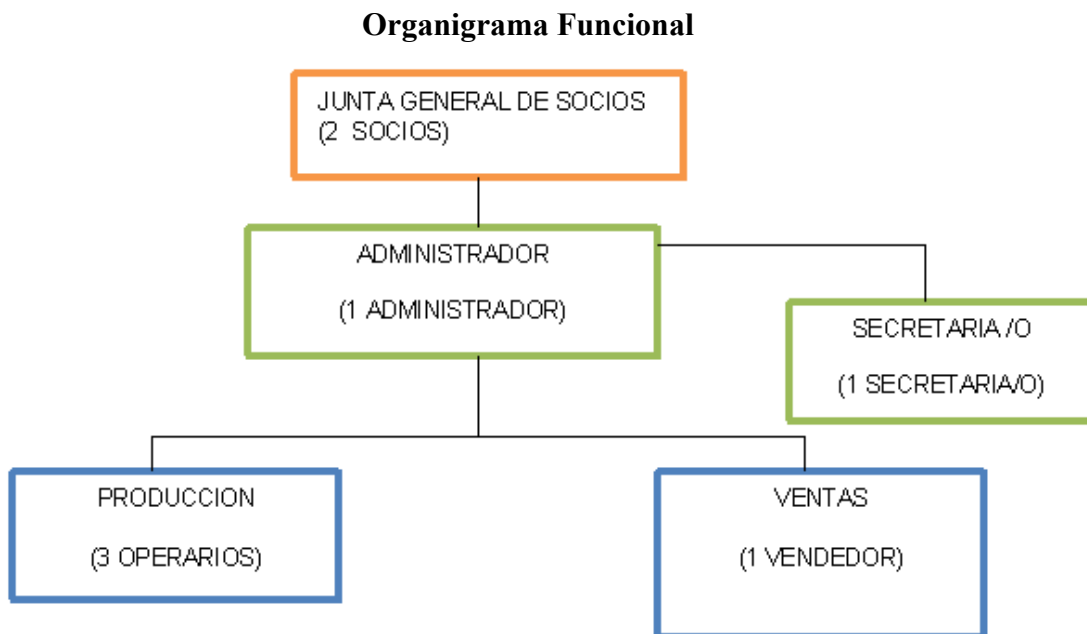 Organigrama Funcional
JUNTA GENERAL DE SOCIOS
(2 SOCIOS)
ADMINISTRADOR
(1 ADMINISTRADOR)
SECRETARIA /O
(1 SECRETARIA/O)
PRODUCCION
(3 OPERARIOS)
VENTAS
(1 VENDEDOR)